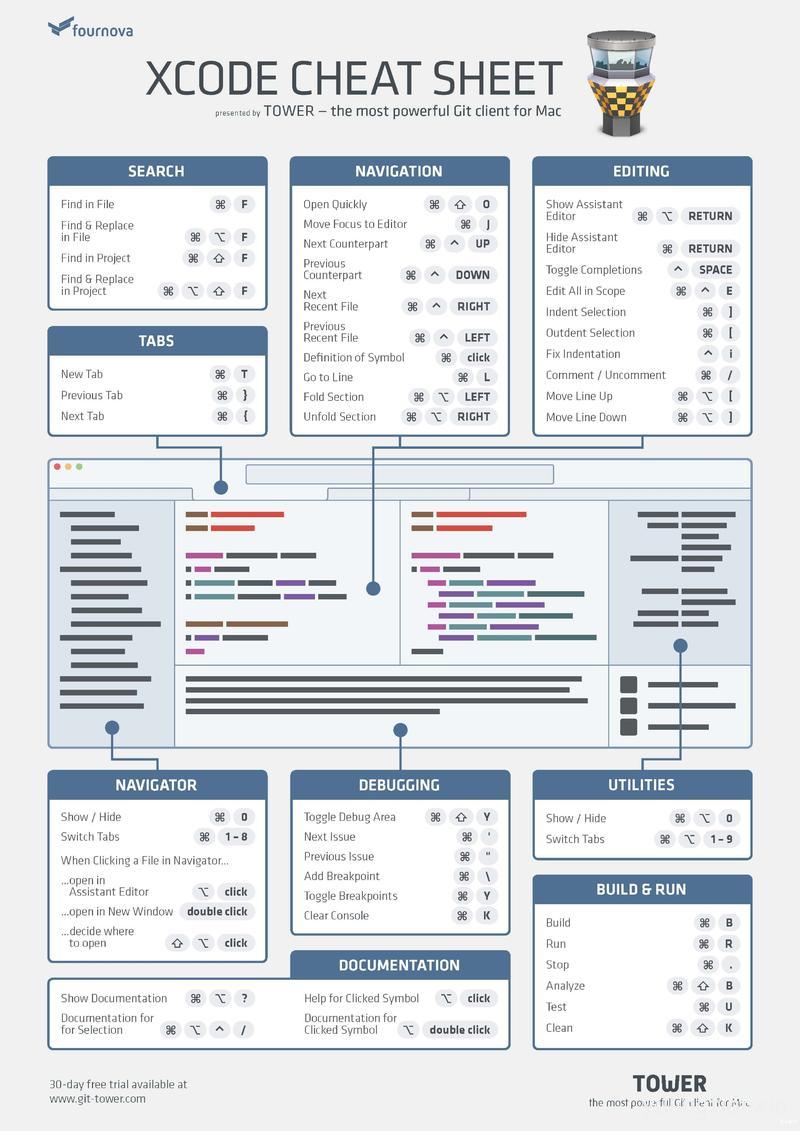 fournova
XCODE CHEAT SHEET
presented by TOWER – the most powerful Git client for Mac
SEARCH
Find in File ⌘ F
Find & Replace
in File ⌘ ⌥ F
Find in Project ⌘ ⇧ F
Find & Replace
in Project ⌘ ⌥ ⇧ F
TABS
New Tab ⌘ T
Previous Tab ⌘ }
Next Tab ⌘ {
NAVIGATION
Open Quickly ⌘ ⇧ O
Move Focus to Editor ⌘ J
Next Counterpart ⌘ ^ UP
Previous
Counterpart ⌘ ^ DOWN
Next
Recent File ⌘ ^ RIGHT
Previous
Recent File ⌘ ^ LEFT
Definition of Symbol ⌘ click
Go to Line ⌘ L
Fold Section ⌘ ⌥ LEFT
Unfold Section ⌘ ⌥ RIGHT
EDITING
Show Assistant
Editor ⌘ ⌥ RETURN
Hide Assistant
Editor ⌘ RETURN
Toggle Completions ^ SPACE
Edit All in Scope ⌘ ^ E
Indent Selection ⌘ ]
Outdent Selection ⌘ [
Fix Indentation ^ i
Comment / Uncomment ⌘ /
Move Line Up ⌘ ⌥ [
Move Line Down ⌘ ⌥ ]
NAVIGATOR
Show / Hide ⌘ 0
Switch Tabs ⌘ 1 – 8
When Clicking a File in Navigator...
...open in
Assistant Editor ⌥ click
...open in New Window double click
...decide where
to open ⇧ ⌥ click
DEBUGGING
Toggle Debug Area ⌘ ⇧ Y
Next Issue ⌘ '
Previous Issue ⌘ "
Add Breakpoint ⌘ \
Toggle Breakpoints ⌘ Y
Clear Console ⌘ K
UTILITIES
Show / Hide ⌘ ⌥ 0
Switch Tabs ⌘ ⌥ 1 – 9
BUILD & RUN
Build ⌘ B
Run ⌘ R
Stop ⌘ .
Analyze ⌘ ⇧ B
Test ⌘ U
Clean ⌘ ⇧ K
DOCUMENTATION
Show Documentation ⌘ ⌥ ?
Documentation for
for Selection ⌘ ⌥ ^ /
Help for Clicked Symbol ⌥ click
Documentation for
Clicked Symbol ⌥ double click
30-day free trial available at
www.git-tower.com
TOWER
the most powerful Git client for Mac